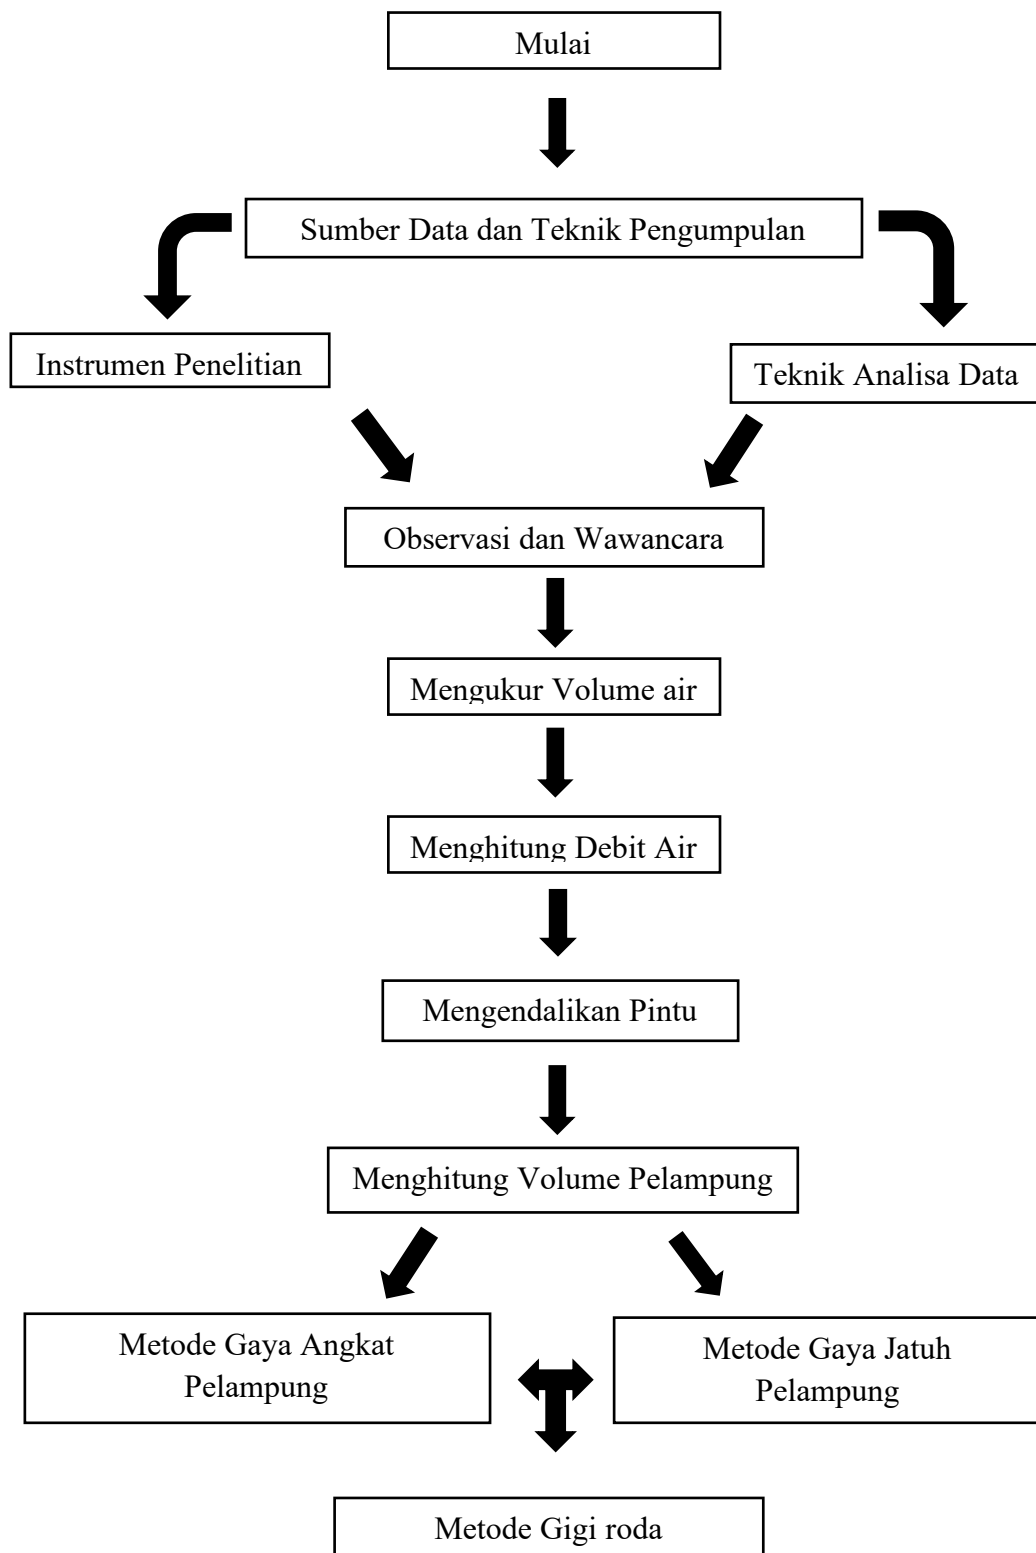 Mulai
Sumber Data dan Teknik Pengumpulan
Instrumen Penelitian
Teknik Analisa Data
Observasi dan Wawancara
Mengukur Volume air
Menghitung Debit Air
Mengendalikan Pintu
Menghitung Volume Pelampung
Metode Gaya Angkat
Pelampung
Metode Gaya Jatuh
Pelampung
Metode Gigi roda